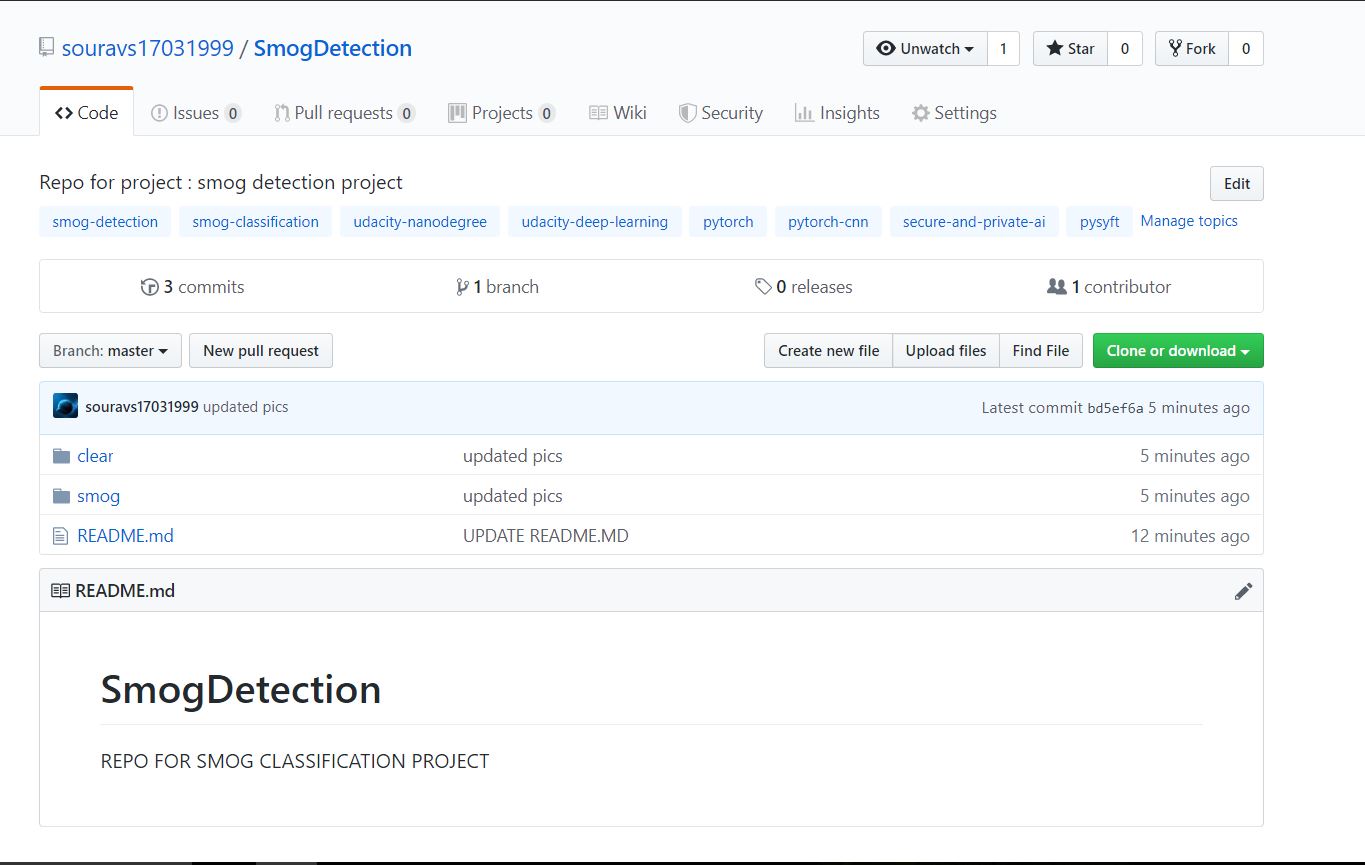 souravs17031999 / SmogDetection
Unwatch 1 Star 0 Fork 0
Code Issues 0 Pull requests 0 Projects 0 Wiki Security Insights Settings
Repo for project : smog detection project
Edit
smog-detection smog-classification udacity-nanodegree udacity-deep-learning pytorch pytorch-cnn secure-and-private-ai pysyft Manage topics
3 commits 1 branch 0 releases 1 contributor
Branch: master New pull request Create new file Upload files Find File Clone or download
souravs17031999 updated pics Latest commit bd5ef6a 5 minutes ago
clear updated pics 5 minutes ago
smog updated pics 5 minutes ago
README.md UPDATE README.MD 12 minutes ago
README.md
SmogDetection
REPO FOR SMOG CLASSIFICATION PROJECT